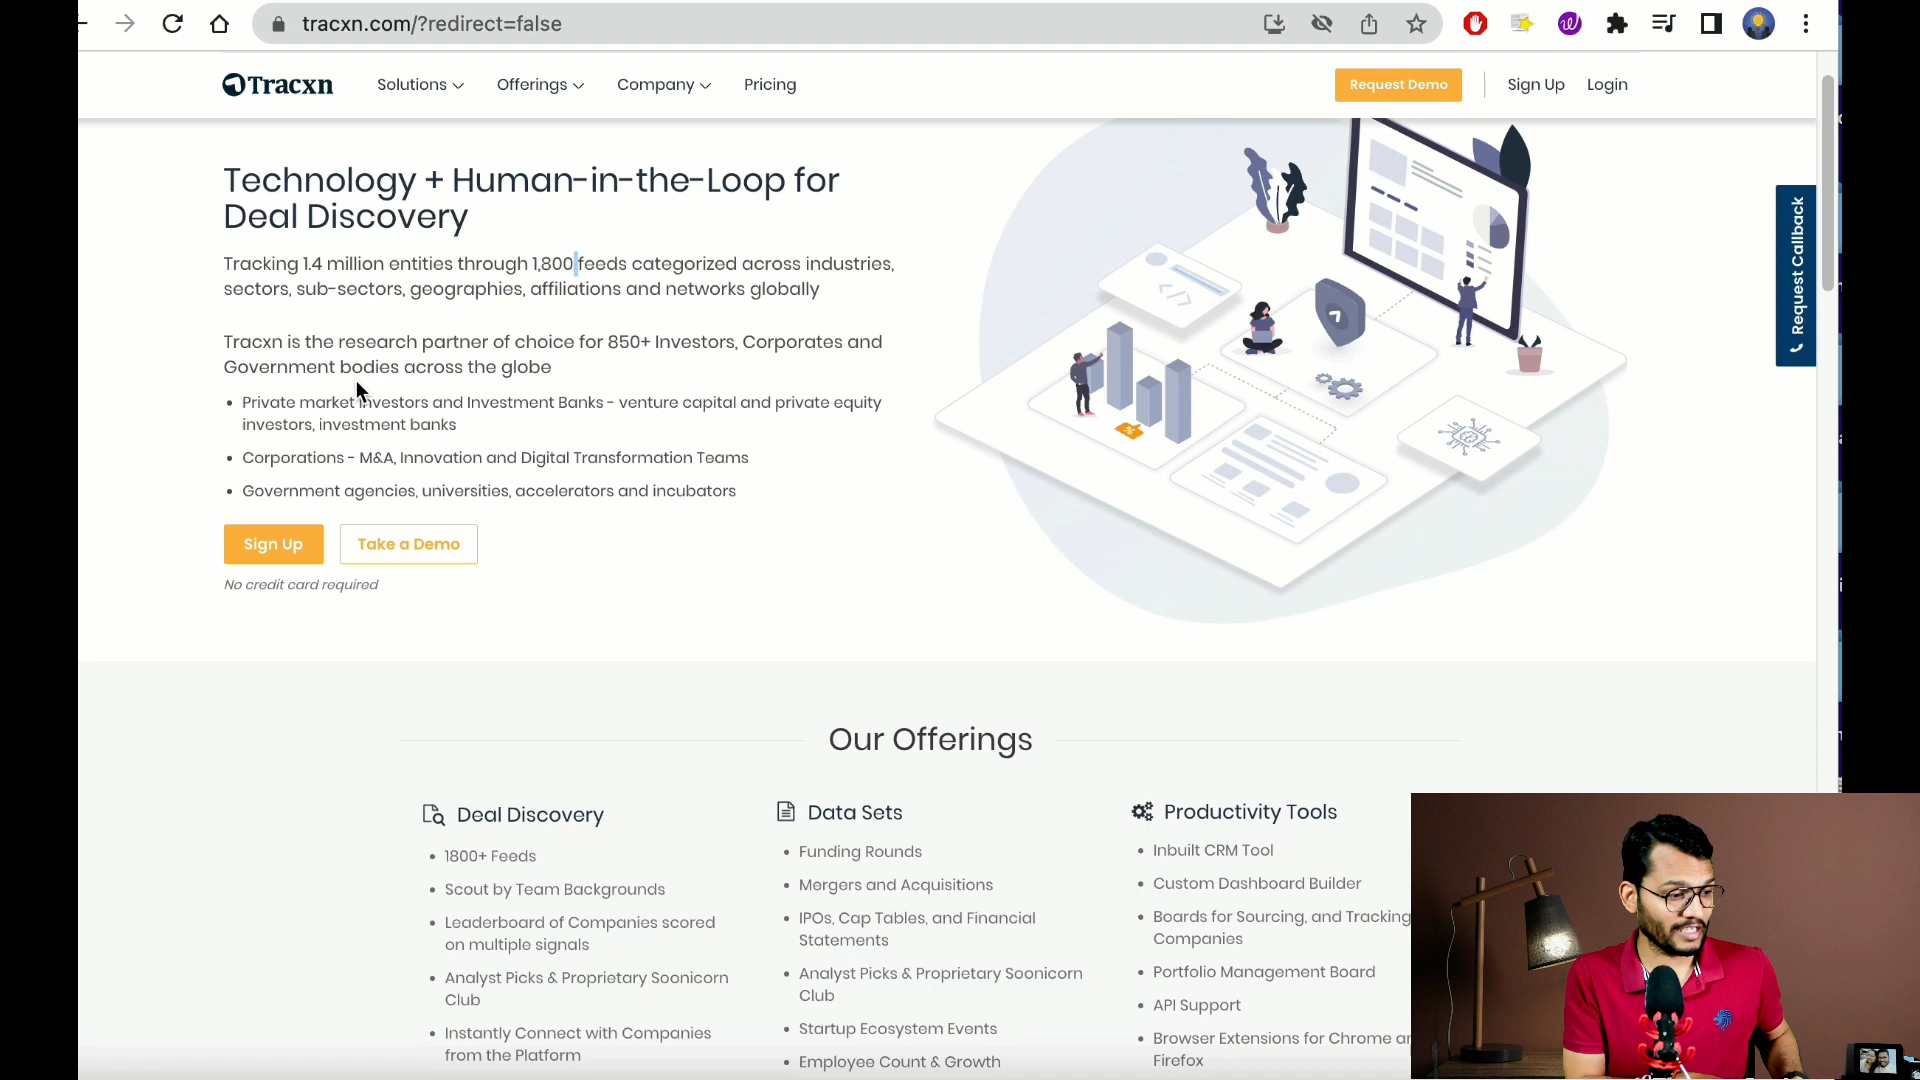 tracxn.com/?redirect=false
Tracxn
Solutions
Offerings
Company
Pricing
Request Demo
Sign Up
Login
Technology + Human-in-the-Loop for
Deal Discovery
Tracking 1.4 million entities through 1,800 feeds categorized across industries,
sectors, sub-sectors, geographies, affiliations and networks globally
Tracxn is the research partner of choice for 850+ Investors, Corporates and
Government bodies across the globe
• Private market Investors and Investment Banks - venture capital and private equity
investors, investment banks
• Corporations - M&A, Innovation and Digital Transformation Teams
• Government agencies, universities, accelerators and incubators
Sign Up
Take a Demo
No credit card required
Request Callback
</>
%
Our Offerings
Deal Discovery
• 1800+ Feeds
• Scout by Team Backgrounds
• Leaderboard of Companies scored
on multiple signals
• Analyst Picks & Proprietary Soonicorn
Club
• Instantly Connect with Companies
from the Platform
Data Sets
• Funding Rounds
• Mergers and Acquisitions
• IPOs, Cap Tables, and Financial
Statements
• Analyst Picks & Proprietary Soonicorn
Club
• Startup Ecosystem Events
• Employee Count & Growth
Productivity Tools
• Inbuilt CRM Tool
• Custom Dashboard Builder
• Boards for Sourcing, and Tracking
Companies
• Portfolio Management Board
• API Support
• Browser Extensions for Chrome
Firefox